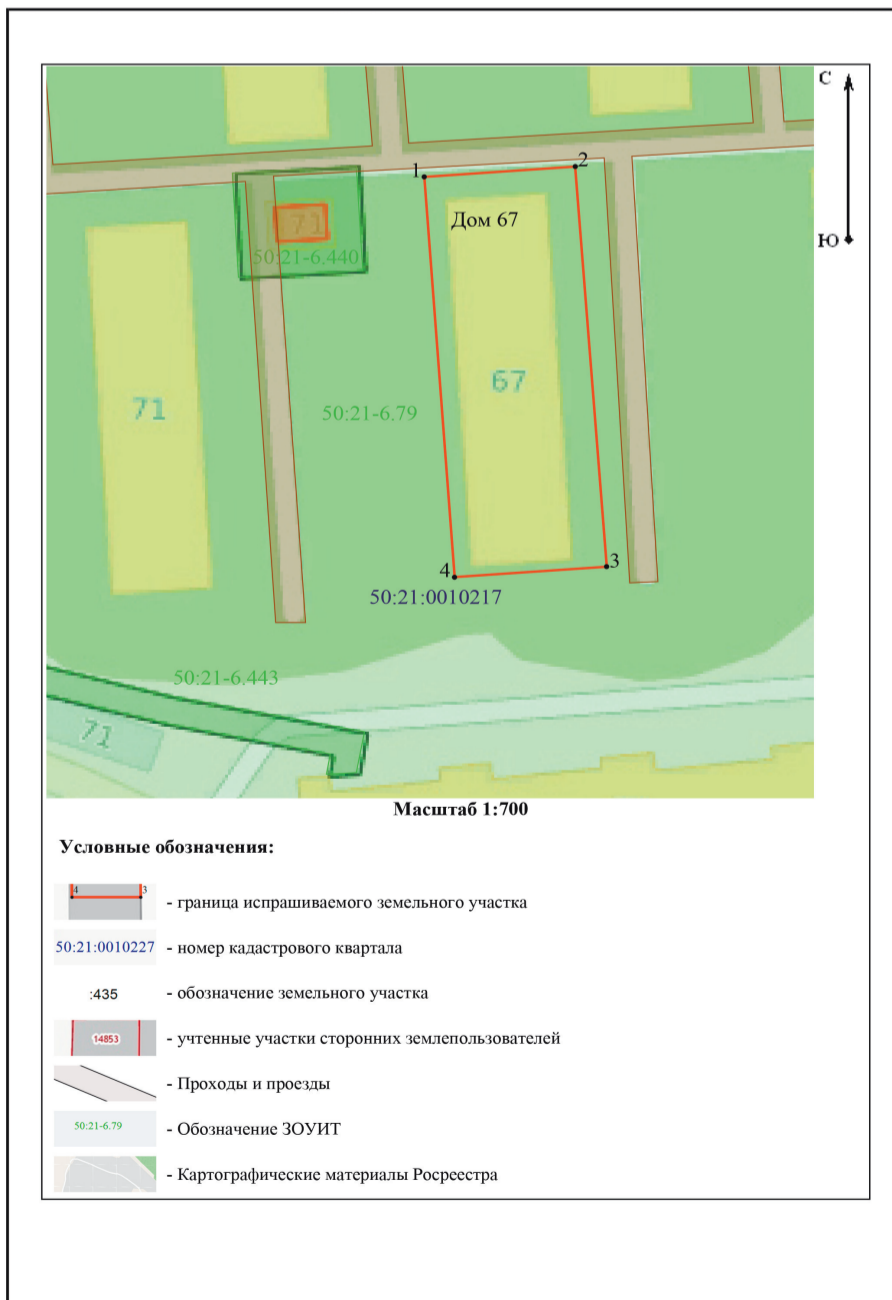 С
1
2
Дом 67
71
Ю
50:21-6.440
67
71
50:21-6.79
4
3
50:21:0010217
50:21-6.443
71
Масштаб 1:700
Условные обозначения:
4 3 - граница испрашиваемого земельного участка
50:21:0010227 - номер кадастрового квартала
:435 - обозначение земельного участка
14853 - учтенные участки сторонних землепользователей
- Проходы и проезды
50:21-6.79 - Обозначение ЗОУИТ
- Картографические материалы Росреестра